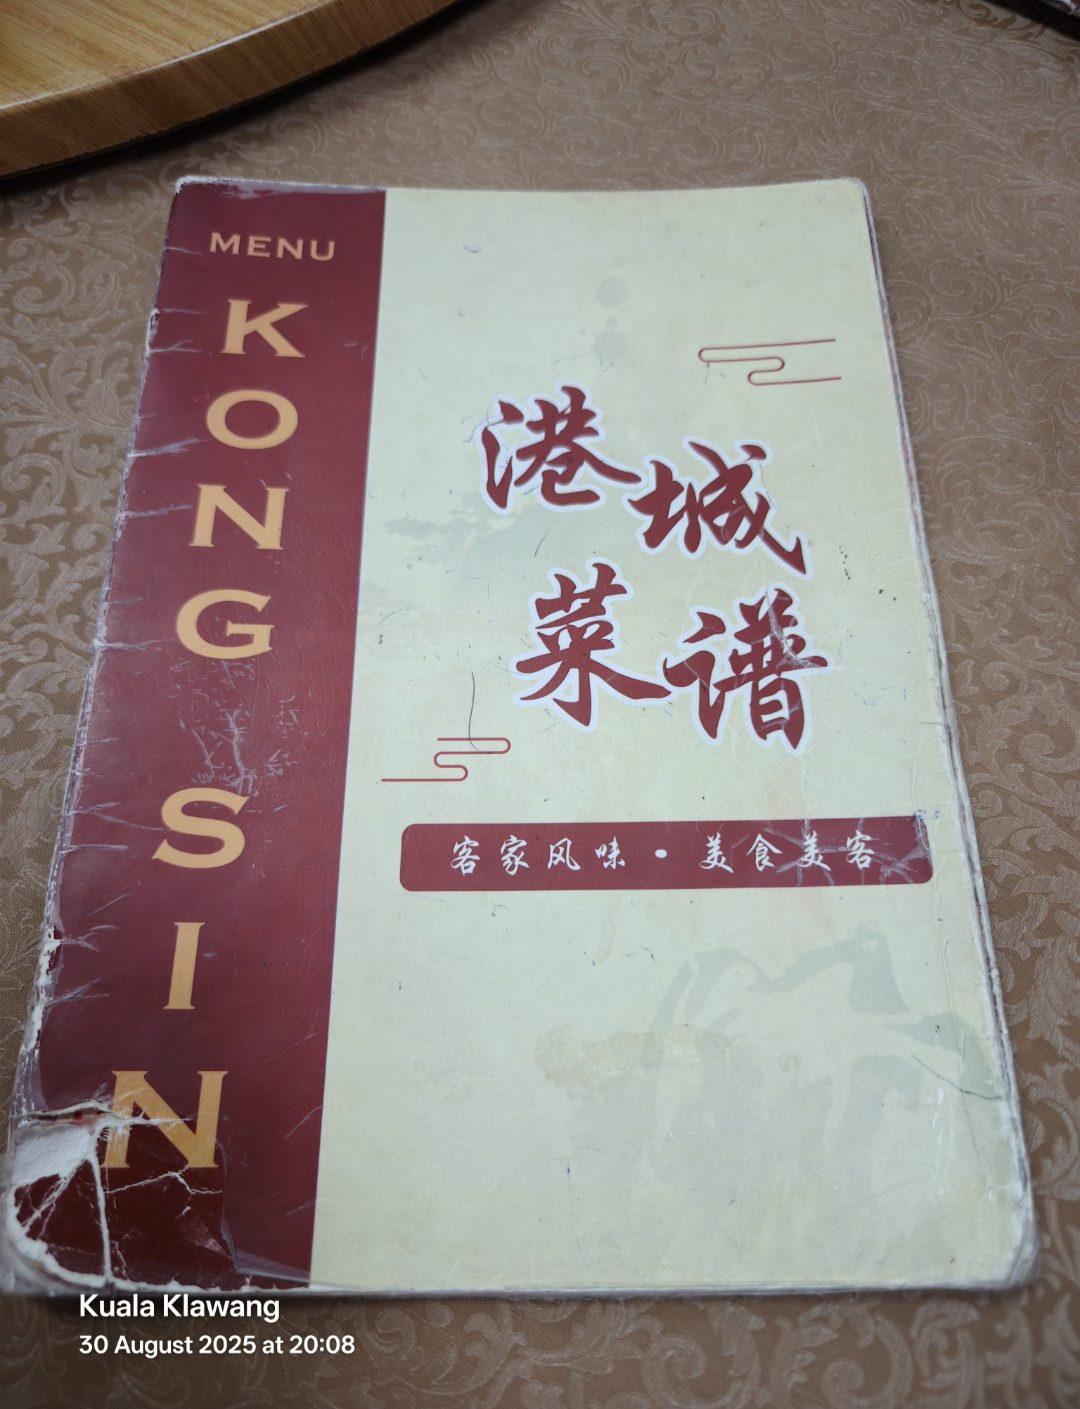 MENU
KONG SIN
港城
菜谱
客家风味·美食美客
Kuala Klawang
30 August 2025 at 20:08